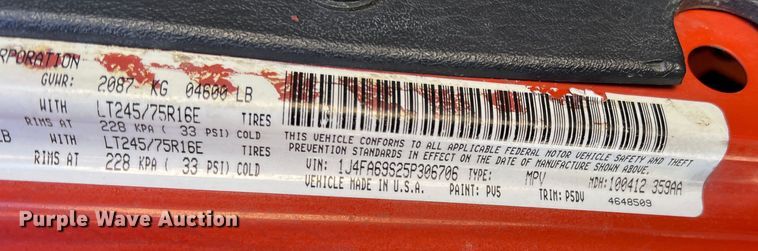 RPORATION
GVWR: 2087 KG 04600 LB
WITH LT245/75R16E TIRES
RIMS AT 228 KPA ( 33 PSI) COLD
WITH LT245/75R16E TIRES
LB RIMS AT 228 KPA ( 33 PSI) COLD
THIS VEHICLE CONFORMS TO ALL APPLICABLE FEDERAL MOTOR VEHICLE SAFETY AND THEFT
PREVENTION STANDARDS IN EFFECT ON THE DATE OF MANUFACTURE SHOWN ABOVE.
VIN: 1J4FA69S25P306706 TYPE: MPV MDH: 100412 359AA
VEHICLE MADE IN U.S.A. PAINT: PV5 TRIM: P5DV 4648509
Purple Wave Auction